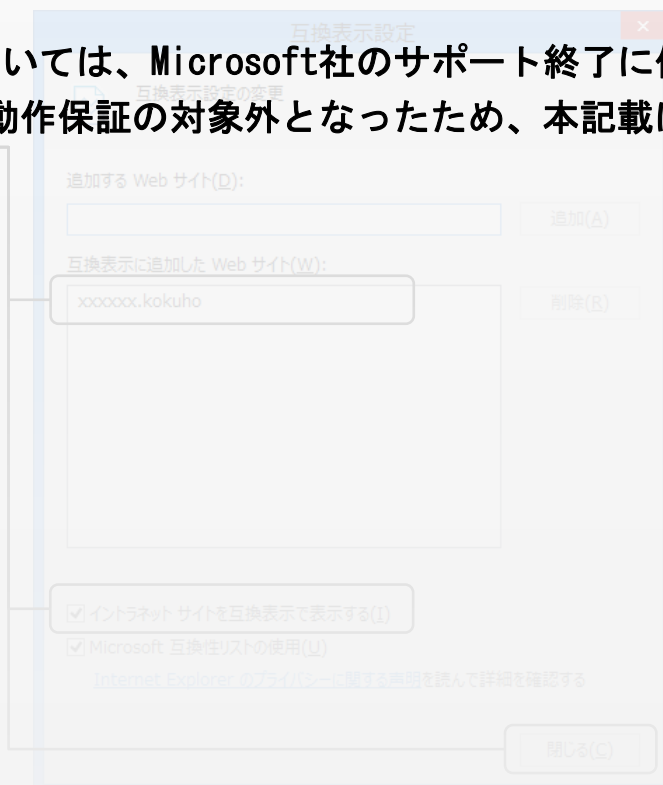 互換表示設定
いては、Microsoft社のサポート終了に
互換表示設定の変更
動作保証の対象外となったため、本記載
追加する Web サイト(D):
追加(A)
互換表示に追加した Web サイト(W):
xxxxxx.kokuho
削除(R)
イントラネット サイトを互換表示で表示する(I)
Microsoft 互換性リストの使用(U)
Internet Explorer のプライバシーに関する声明を読んで詳細を確認する
閉じる(C)